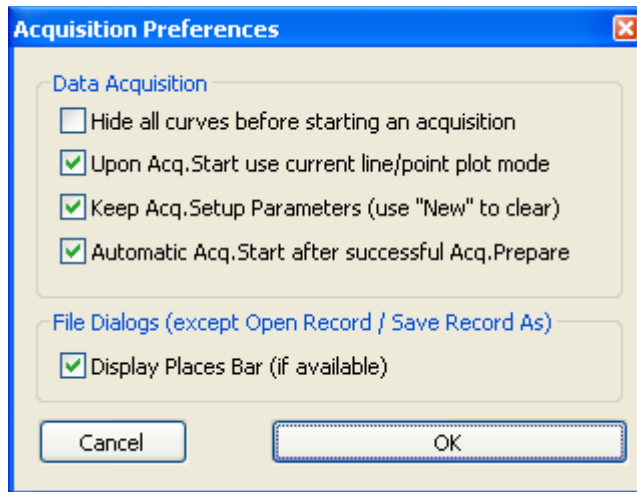 Acquisition Preferences
Data Acquisition
Hide all curves before starting an acquisition
Upon Acq.Start use current line/point plot mode
Keep Acq.Setup Parameters (use "New" to clear)
Automatic Acq.Start after successful Acq.Prepare
File Dialogs (except Open Record / Save Record As)
Display Places Bar (if available)
Cancel
OK